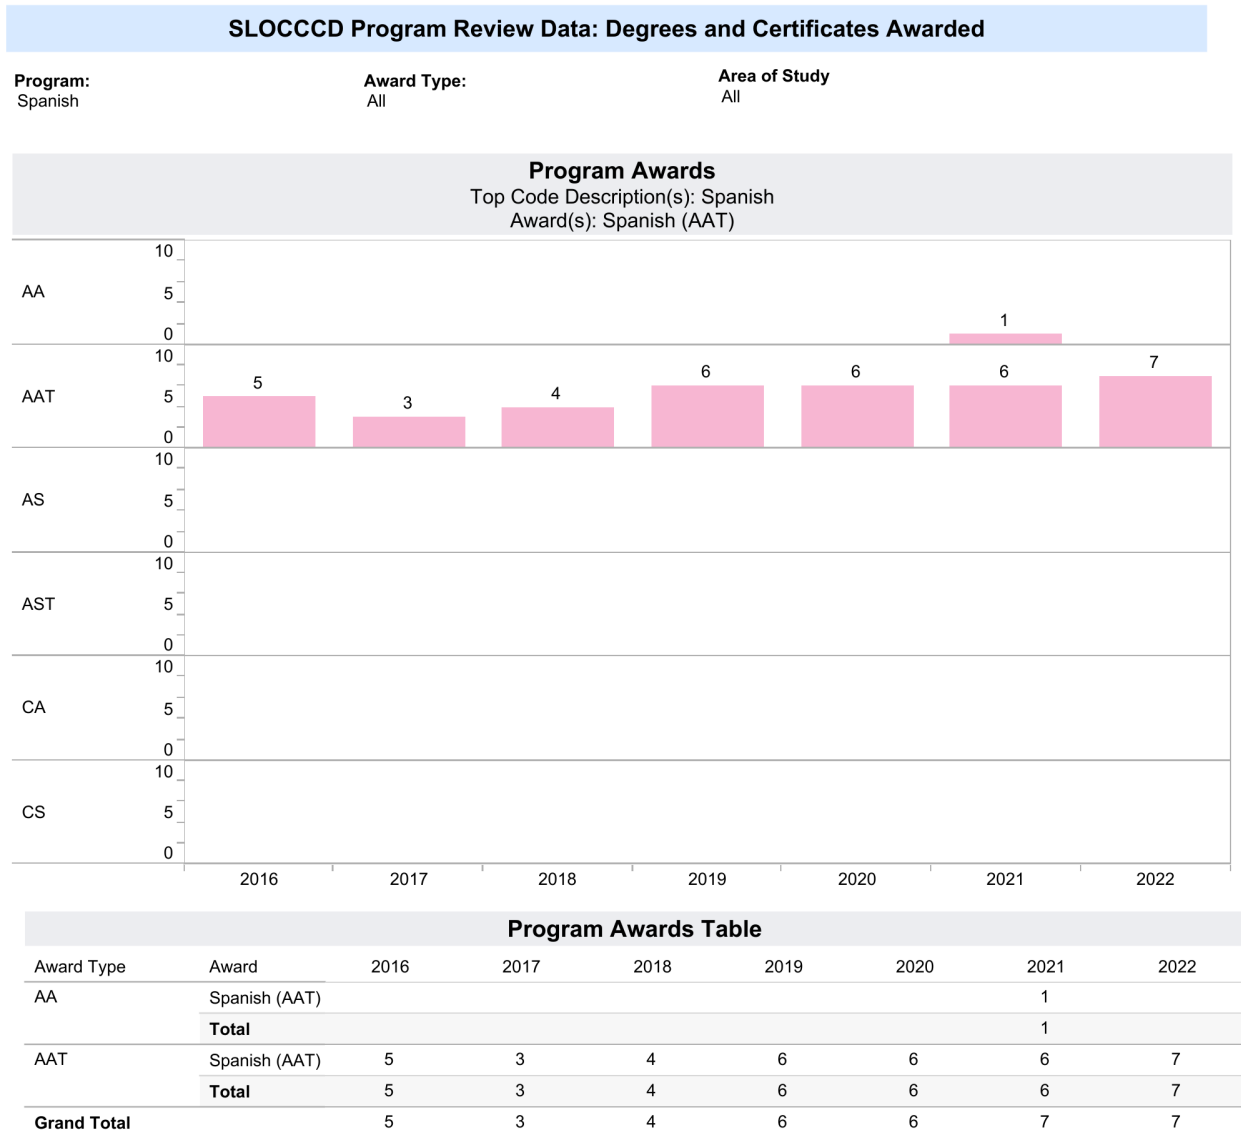 SLOCCCD Program Review Data: Degrees and Certificates Awarded
Program: Award Type: Area of Study
Spanish All All
Program Awards
Top Code Description(s): Spanish
Award(s): Spanish (AAT)
10
AA 5
0
1
10
AAT 5
0
5 3 4 6 6 6 7
10
AS 5
0
10
AST 5
0
10
CA 5
0
10
CS 5
0
2016 2017 2018 2019 2020 2021 2022
Program Awards Table
Award Type Award 2016 2017 2018 2019 2020 2021 2022
AA Spanish (AAT) 1
Total 1
AAT Spanish (AAT) 5 3 4 6 6 6 7
Total 5 3 4 6 6 6 7
Grand Total 5 3 4 6 6 7 7